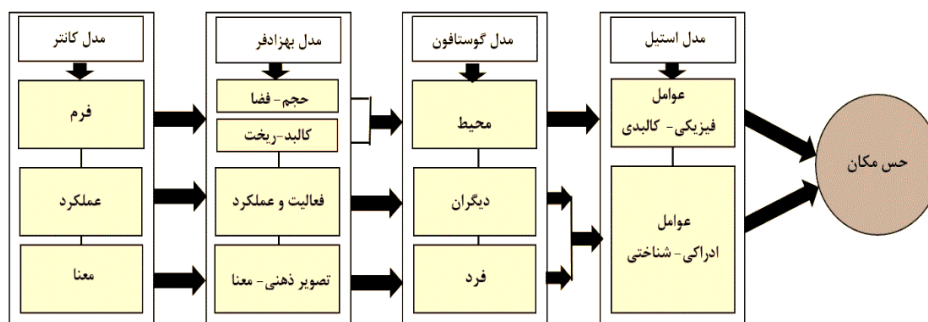 مدل کانتر
فرم
عملکرد
معنا
مدل بهزادفر
حجم- فضا
کالبد-ریخت
فعالیت و عملکرد
تصویر ذهنی- معنا
مدل گوستافون
محیط
دیگران
فرد
مدل استیل
عوامل
فیزیکی- کالبدی
عوامل
ادراکی- شناختی
حس مکان